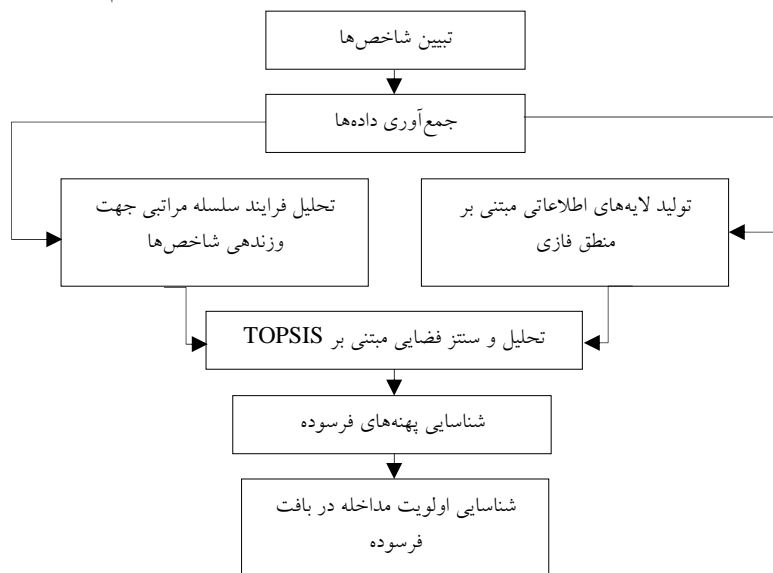 تبیین شاخص‌ها
جمع‌آوری داده‌ها
تولید لایه‌های اطلاعاتی مبتنی بر
منطق فازی
تحلیل فرایند سلسله مراتبی جهت
وزندهی شاخص‌ها
تحلیل و سنتز فضایی مبتنی بر TOPSIS
شناسایی پهنه‌های فرسوده
شناسایی اولویت مداخله در بافت
فرسوده